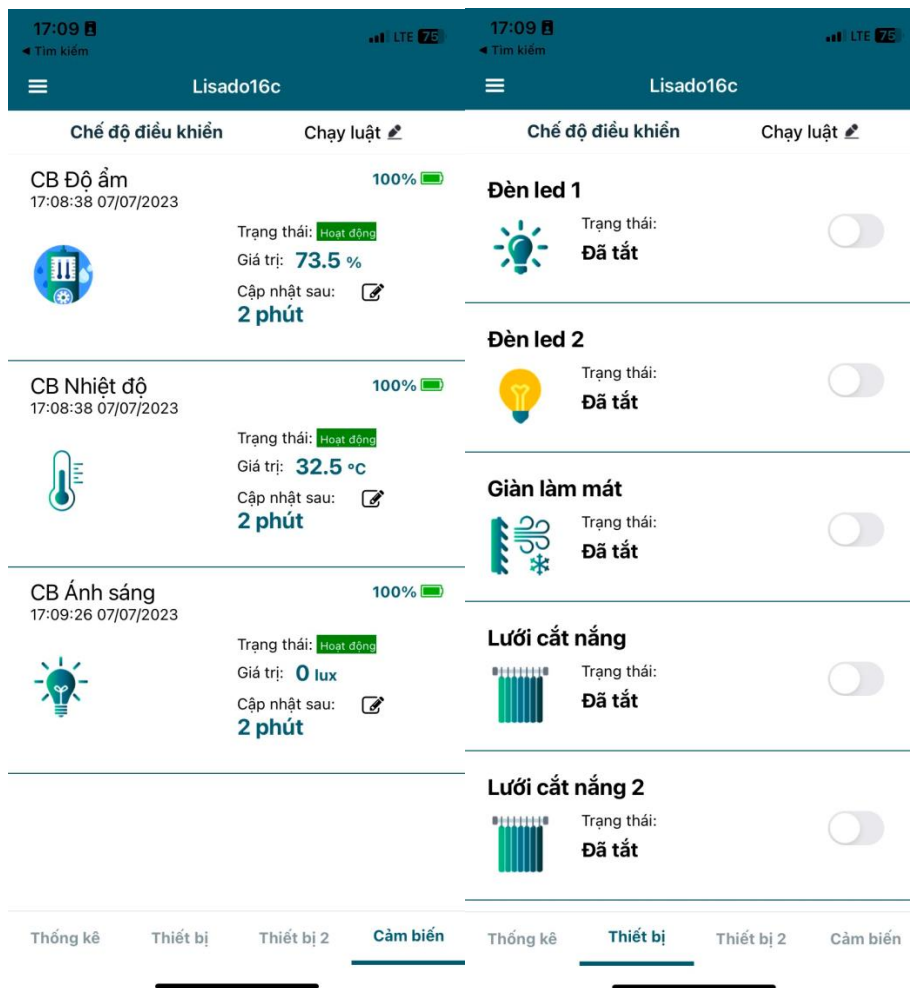 17:09
LTE 75
◄ Tìm kiếm
Lisado16c
Chế độ điều khiển Chạy luật
CB Độ ẩm 100%
17:08:38 07/07/2023
Trạng thái: Hoạt động
Giá trị: 73.5 %
Cập nhật sau:
2 phút
CB Nhiệt độ 100%
17:08:38 07/07/2023
Trạng thái: Hoạt động
Giá trị: 32.5 °C
Cập nhật sau:
2 phút
CB Ánh sáng 100%
17:09:26 07/07/2023
Trạng thái: Hoạt động
Giá trị: 0 lux
Cập nhật sau:
2 phút
Thống kê Thiết bị Thiết bị 2 Cảm biến
17:09
LTE 75
◄ Tìm kiếm
Lisado16c
Chế độ điều khiển Chạy luật
Đèn led 1
Trạng thái:
Đã tắt
Đèn led 2
Trạng thái:
Đã tắt
Giàn làm mát
Trạng thái:
Đã tắt
Lưới cắt nắng
Trạng thái:
Đã tắt
Lưới cắt nắng 2
Trạng thái:
Đã tắt
Thống kê Thiết bị Thiết bị 2 Cảm biến